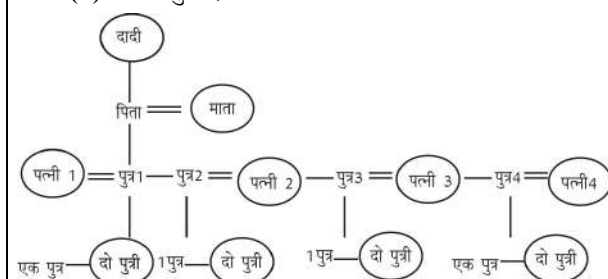 दादी
पिता माता
पत्नी 1 पुत्र1 पुत्र2 पत्नी 2 पुत्र3 पत्नी 3 पुत्र4 पत्नी4
एक पुत्र दो पुत्री 1पुत्र दो पुत्री 1पुत्र दो पुत्री एक पुत्र दो पुत्री